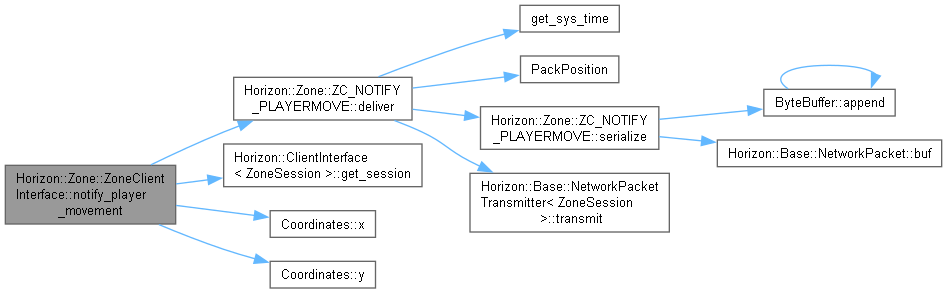 Horizon::Zone::ZoneClient
Interface::notify_player
_movement
Horizon::Zone::ZC_NOTIFY
_PLAYERMOVE::deliver
Horizon::ClientInterface
< ZoneSession >::get_session
Coordinates::x
Coordinates::y
get_sys_time
PackPosition
Horizon::Zone::ZC_NOTIFY
_PLAYERMOVE::serialize
Horizon::Base::NetworkPacket
Transmitter< ZoneSession
>::transmit
ByteBuffer::append
Horizon::Base::NetworkPacket::buf